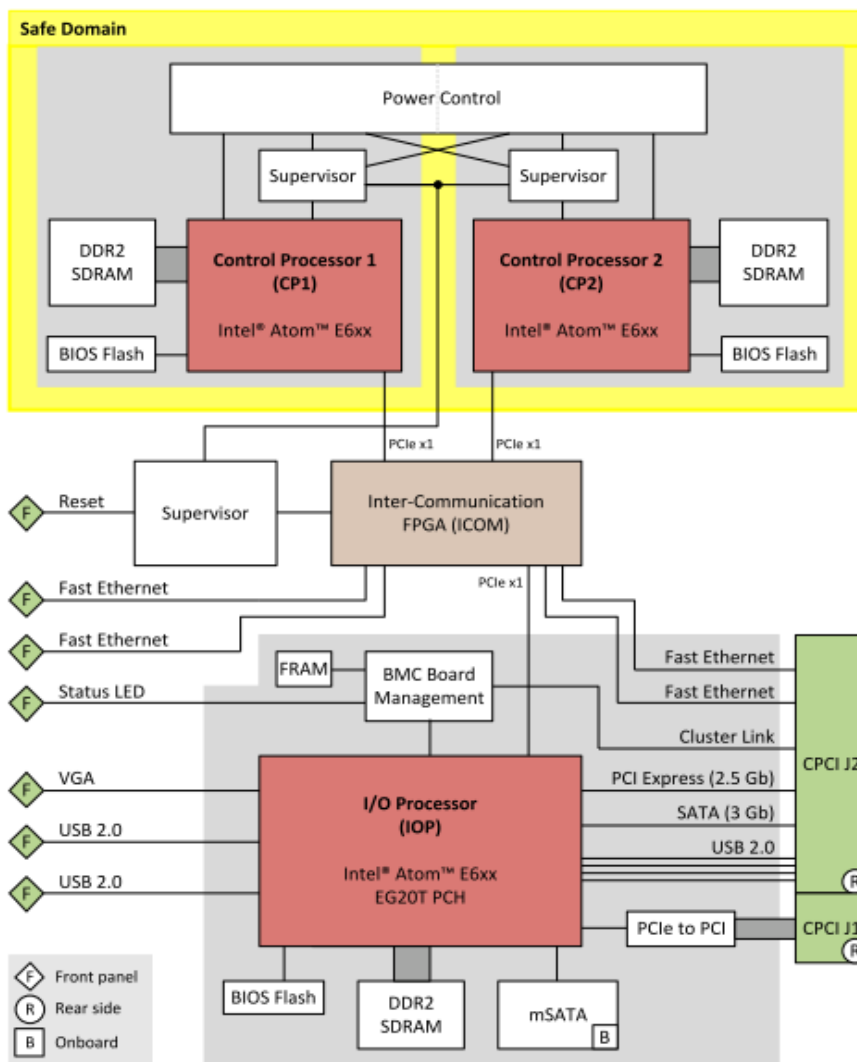 Safe Domain
Power Control
Supervisor
Supervisor
DDR2
SDRAM
Control Processor 1
(CP1)
Intel® Atom™ E6xx
Control Processor 2
(CP2)
Intel® Atom™ E6xx
DDR2
SDRAM
BIOS Flash
BIOS Flash
PCIe x1
PCIe x1
F
Reset
Supervisor
Inter-Communication
FPGA (ICOM)
PCIe x1
F
Fast Ethernet
F
Fast Ethernet
F
Status LED
FRAM
BMC Board
Management
Fast Ethernet
Fast Ethernet
Cluster Link
CPCI J2
F
VGA
I/O Processor
(IOP)
Intel® Atom™ E6xx
EG20T PCH
PCI Express (2.5 Gb)
SATA (3 Gb)
USB 2.0
F
USB 2.0
F
USB 2.0
R
PCIe to PCI
CPCI J1
R
BIOS Flash
DDR2
SDRAM
mSATA
B
F
Front panel
R
Rear side
B
Onboard